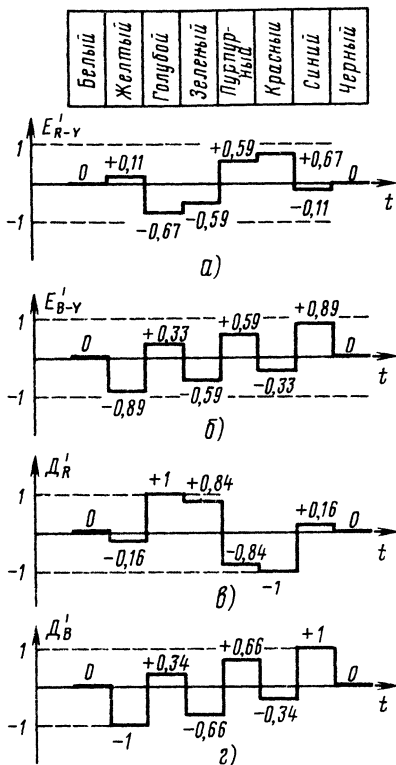 Белый Желтый Голубой Зеленый Пурпур-ный Красный Синий Черный
E'R-Y
1
0 +0,11 -0,67 -0,59 +0,59 +0,67 -0,11 0
-1
t
а)
E'B-Y
1
0 -0,89 +0,33 -0,59 +0,59 -0,33 +0,89 0
-1
t
б)
Д'R
1
0 -0,16 +1 +0,84 -0,84 -1 +0,16 0
-1
t
в)
Д'B
1
0 -1 +0,34 -0,66 +0,66 -0,34 +1 0
-1
t
г)